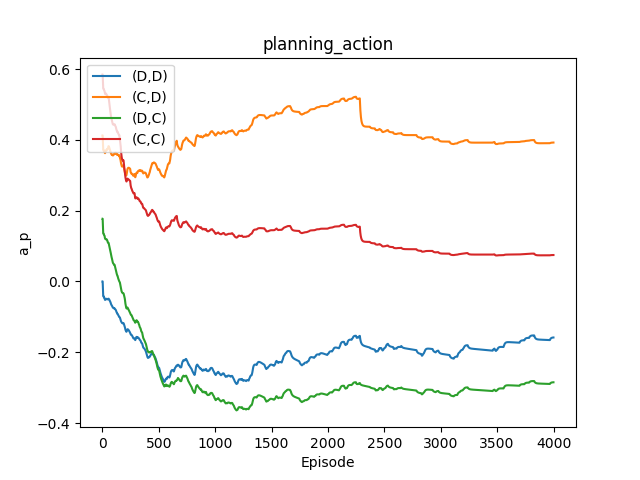 planning_action
0.6
0.4
0.2
0.0
−0.2
−0.4
a_p
(D,D)
(C,D)
(D,C)
(C,C)
0 500 1000 1500 2000 2500 3000 3500 4000
Episode